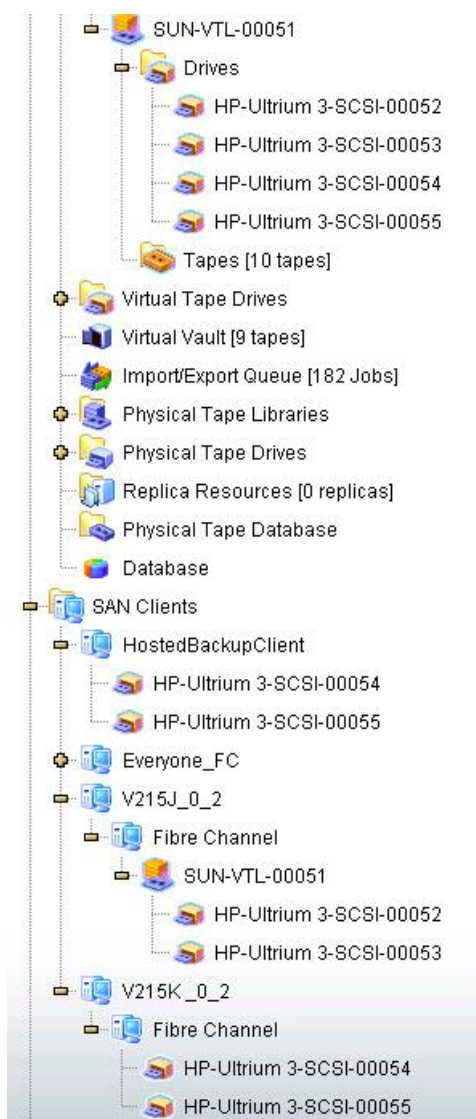 SUN-VTL-00051
Drives
HP-Ultrium 3-SCSI-00052
HP-Ultrium 3-SCSI-00053
HP-Ultrium 3-SCSI-00054
HP-Ultrium 3-SCSI-00055
Tapes [10 tapes]
Virtual Tape Drives
Virtual Vault [9 tapes]
Import/Export Queue [182 Jobs]
Physical Tape Libraries
Physical Tape Drives
Replica Resources [0 replicas]
Physical Tape Database
Database
SAN Clients
HostedBackupClient
HP-Ultrium 3-SCSI-00054
HP-Ultrium 3-SCSI-00055
Everyone_FC
V215J_0_2
Fibre Channel
SUN-VTL-00051
HP-Ultrium 3-SCSI-00052
HP-Ultrium 3-SCSI-00053
V215K_0_2
Fibre Channel
HP-Ultrium 3-SCSI-00054
HP-Ultrium 3-SCSI-00055